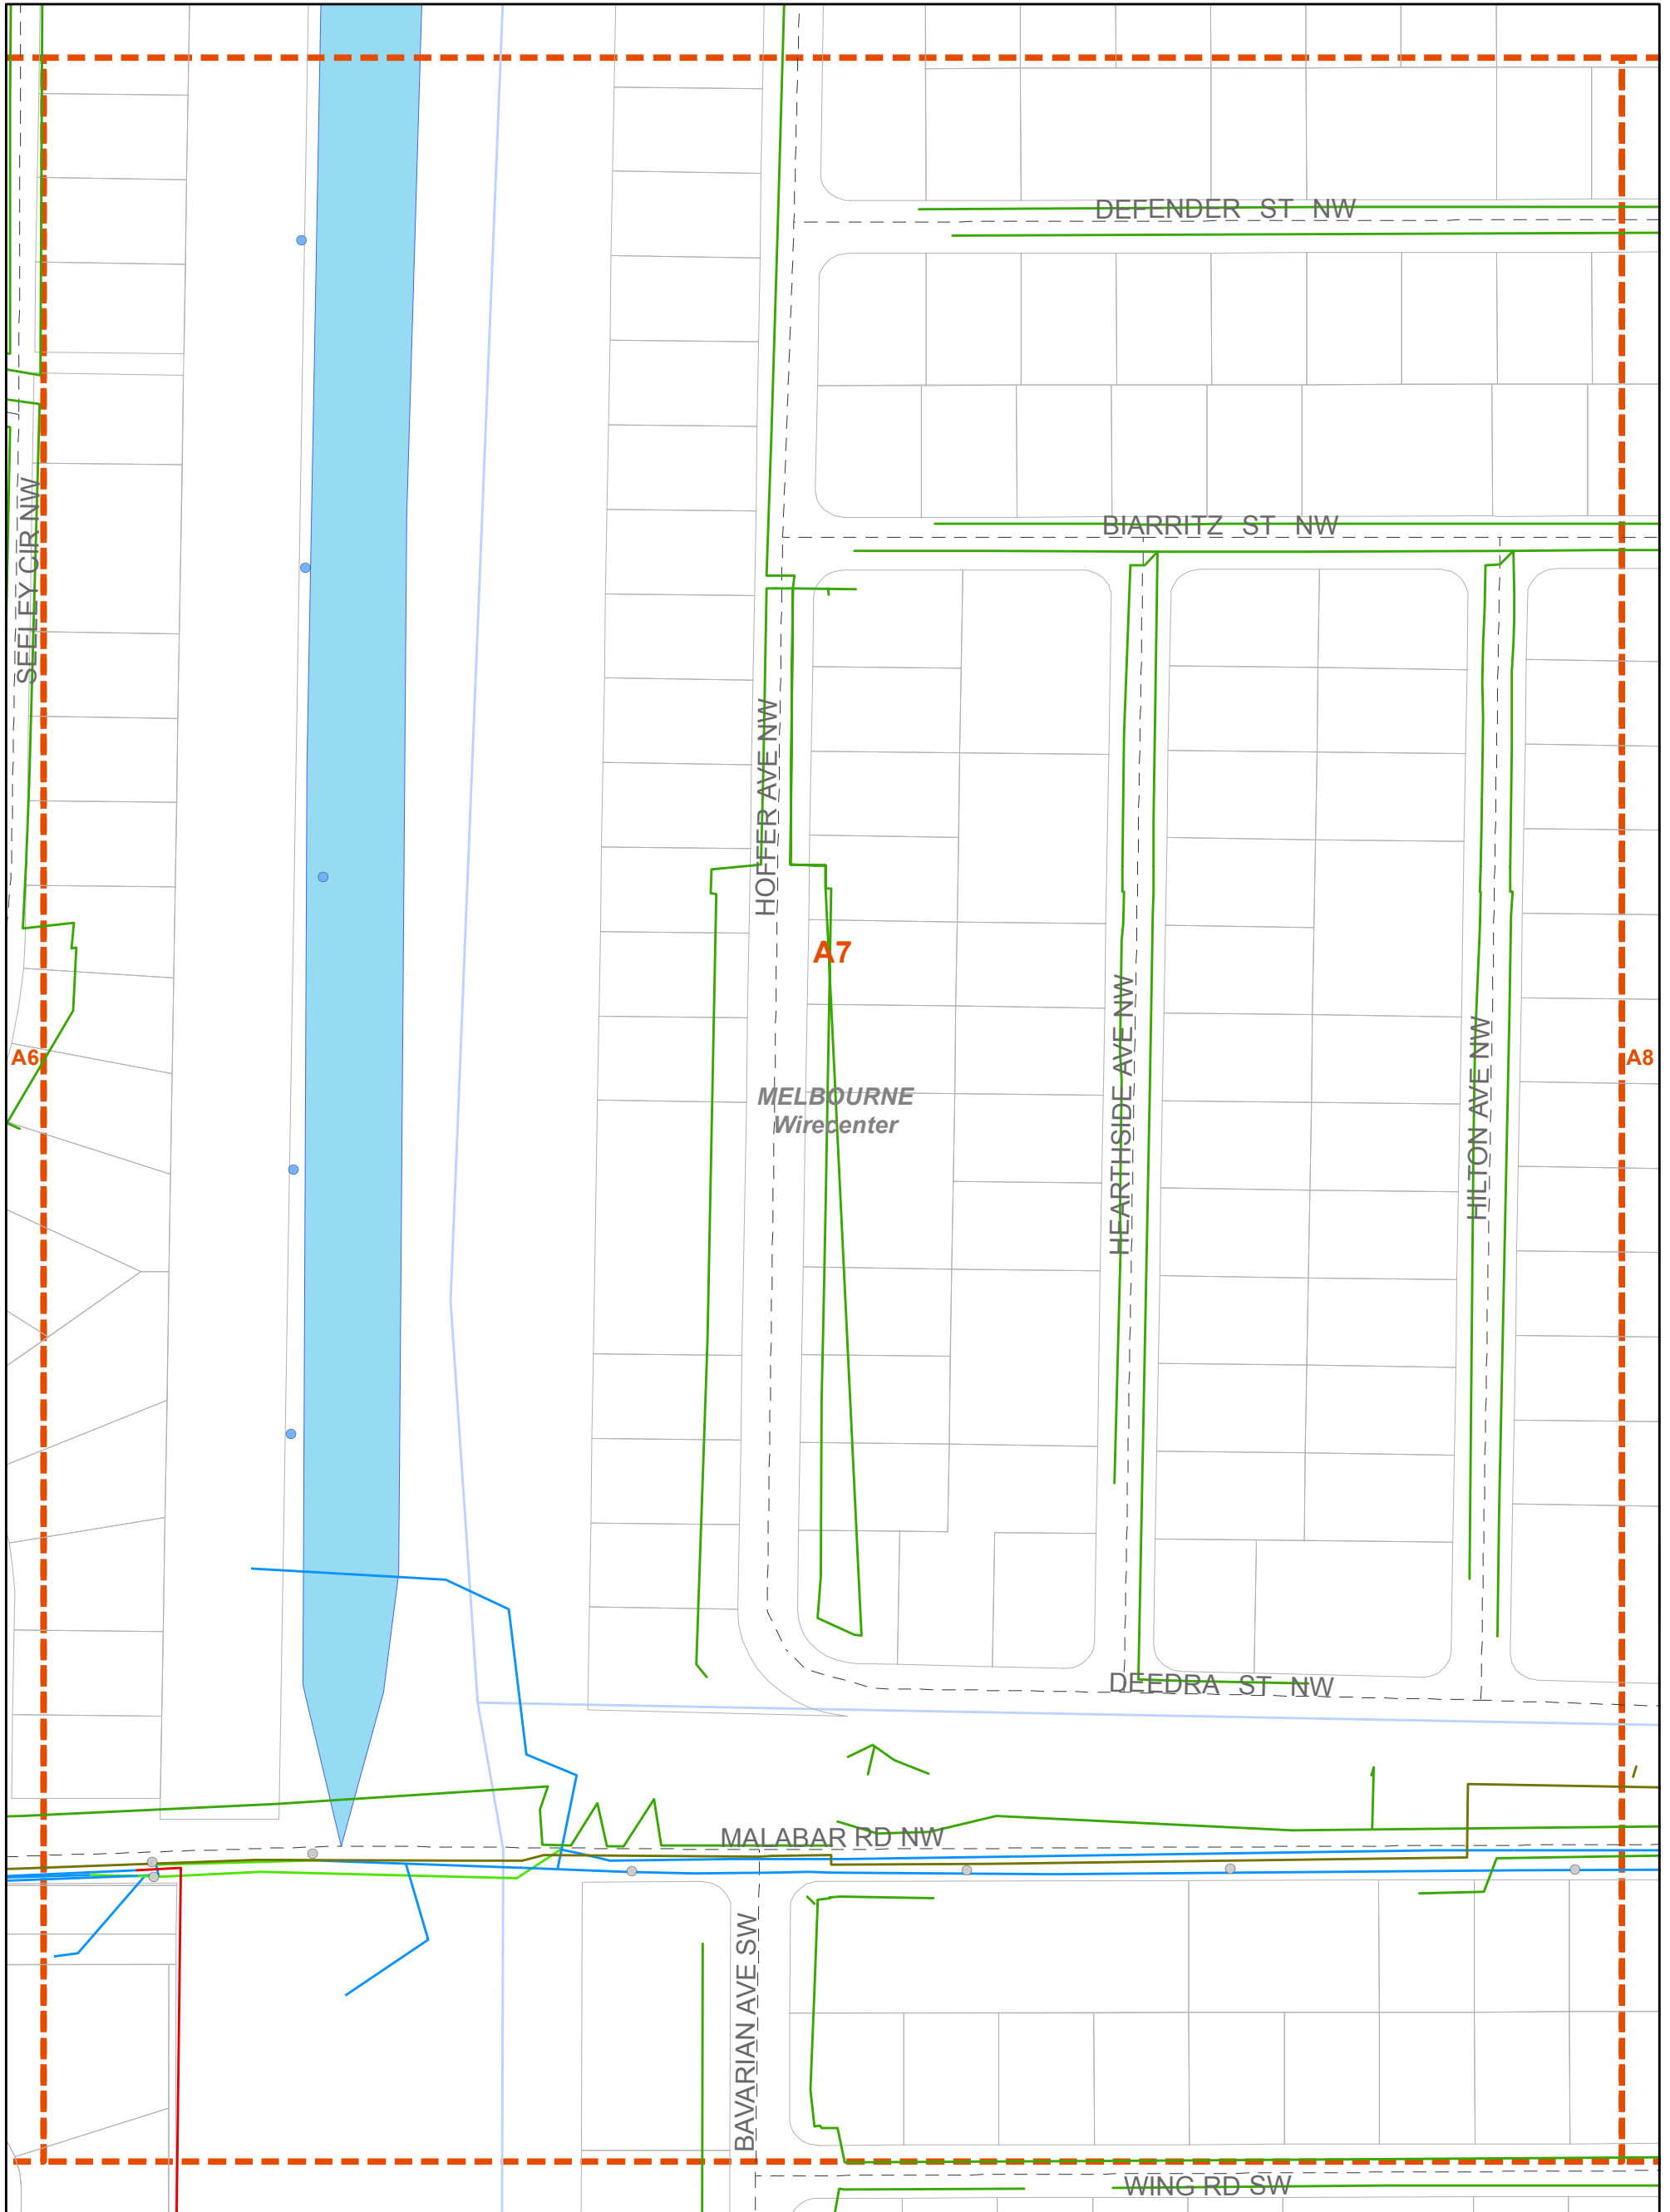 DEFENDER ST NW
BIARRITZ ST NW
SEELEY CIR NW
HOFFER AVE NW
A7
HEARTHSIDE AVE NW
HILTON AVE NW
A6
A8
MELBOURNE
Wirecenter
DEEDRA ST NW
MALABAR RD NW
BAVARIAN AVE SW
WING RD SW